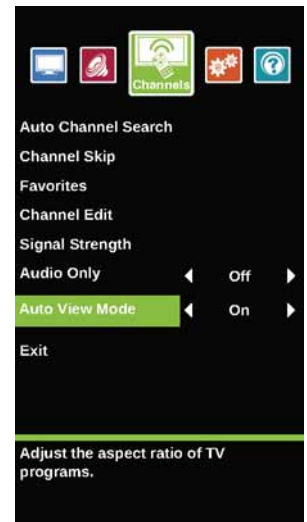 Channels
Auto Channel Search
Channel Skip
Favorites
Channel Edit
Signal Strength
Audio Only Off
Auto View Mode On
Exit
Adjust the aspect ratio of TV
programs.